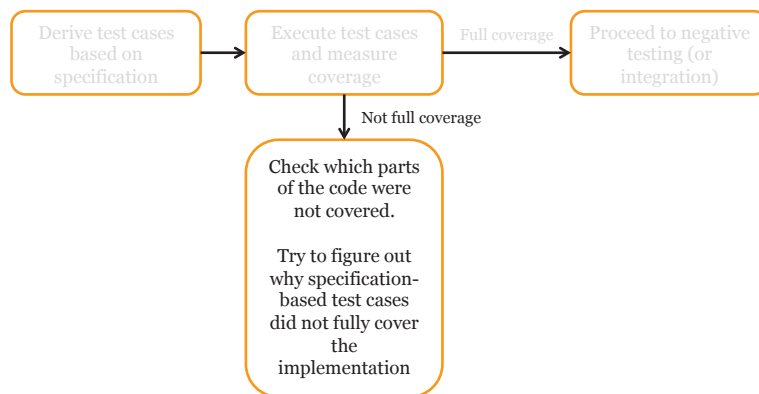 Derive test cases
based on
specification
Execute test cases
and measure
coverage
Full coverage
Proceed to negative
testing (or
integration)
Not full coverage
Check which parts
of the code were
not covered.
Try to figure out
why specification-
based test cases
did not fully cover
the
implementation